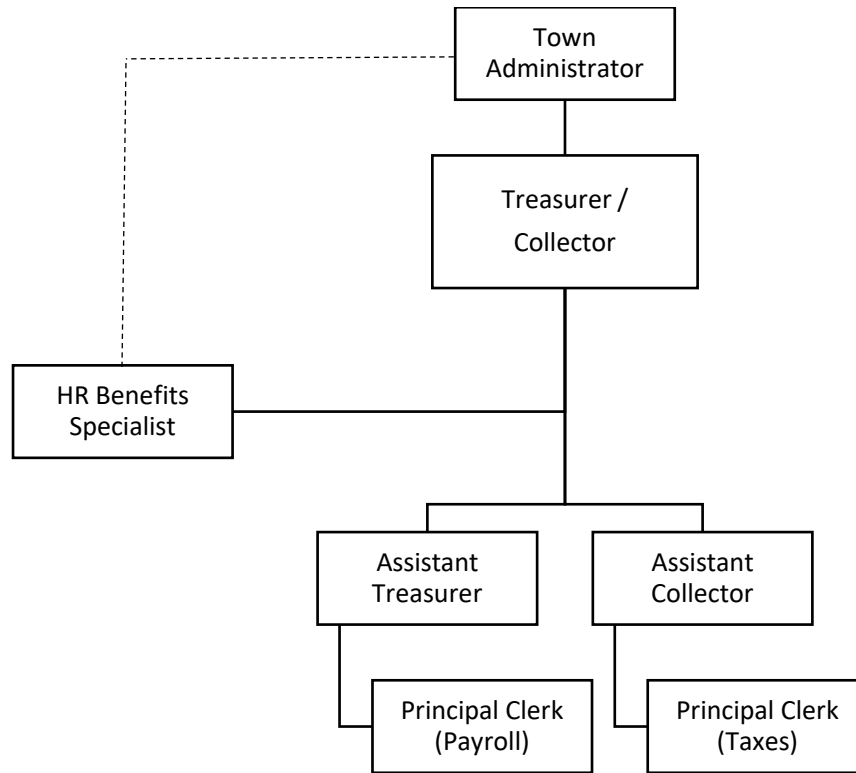 Town
Administrator
Treasurer /
Collector
HR Benefits
Specialist
Assistant
Treasurer
Assistant
Collector
Principal Clerk
(Payroll)
Principal Clerk
(Taxes)